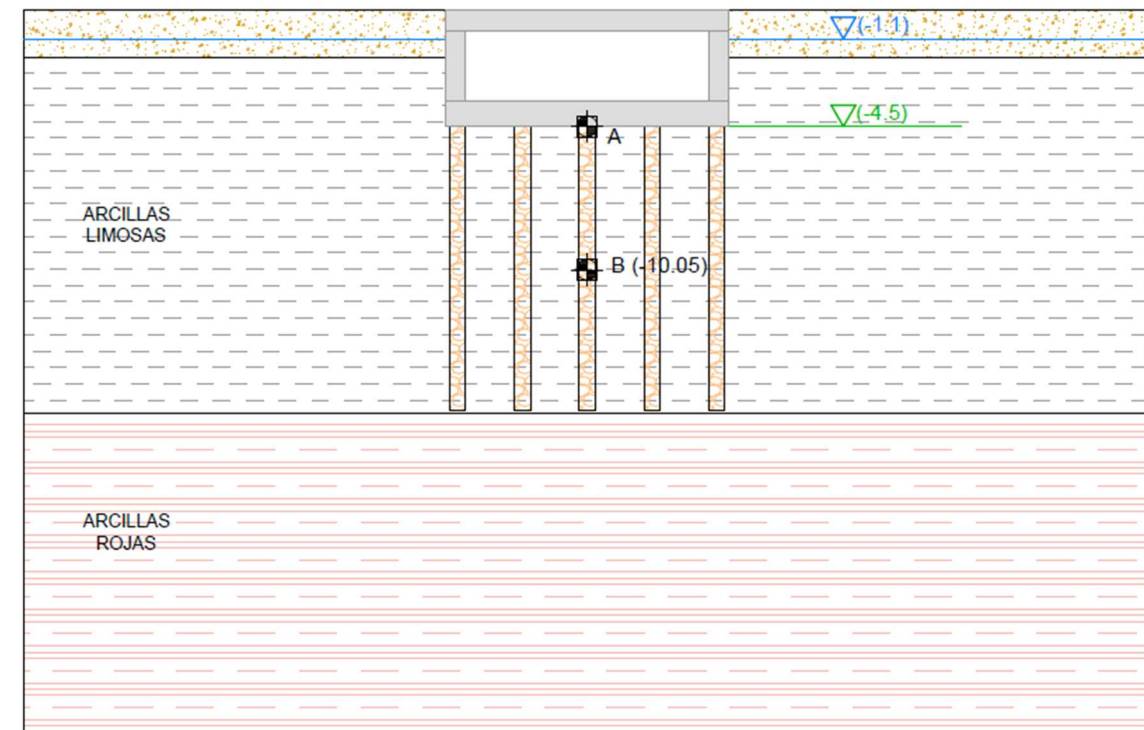 (-1.1)
(-4.5)
A
ARCILLAS
LIMOSAS
B (-10.05)
ARCILLAS
ROJAS